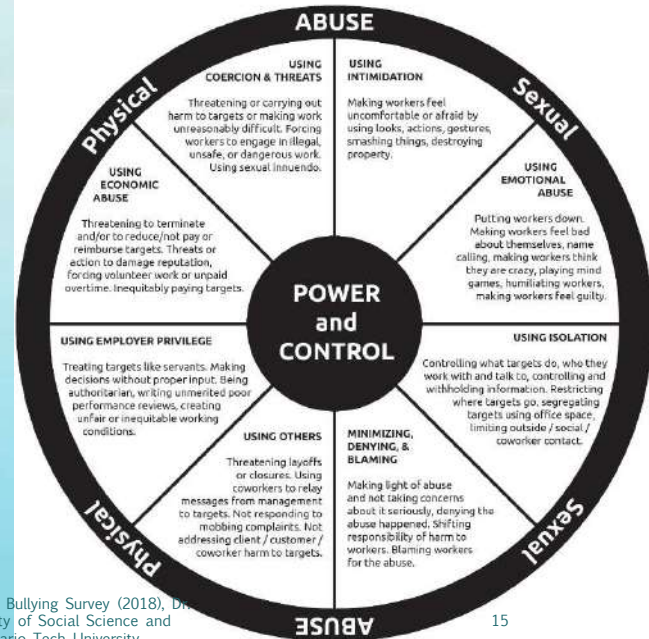 ABUSE
Physical
Sexual
USING
COERCION & THREATS
Threatening or carrying out
harm to targets or making work
unreasonably difficult. Forcing
workers to engage in illegal,
unsafe, or dangerous work.
Using sexual innuendo.
USING
INTIMIDATION
Making workers feel
uncomfortable or afraid by
using looks, actions, gestures,
smashing things, destroying
property.
USING
ECONOMIC
ABUSE
Threatening to terminate
and/or to reduce/not pay or
reimburse targets. Threats or
action to damage reputation,
forcing volunteer work or unpaid
overtime. Inequitably paying targets.
USING
EMOTIONAL
ABUSE
Putting workers down.
Making workers feel bad
about themselves, name
calling, making workers think
they are crazy, playing mind
games, humiliating workers,
making workers feel guilty.
POWER
and
CONTROL
USING EMPLOYER PRIVILEGE
Treating targets like servants. Making
decisions without proper input. Being
authoritarian, writing unmerited poor
performance reviews, creating
unfair or inequitable working
conditions.
USING ISOLATION
Controlling what targets do, who they
work with and talk to, controlling and
withholding information. Restricting
where targets go, segregating
targets using office space,
limiting outside / social /
coworker contact.
USING OTHERS
Threatening layoffs
or closures. Using
coworkers to relay
messages from management
to targets. Not responding to
mobbing complaints. Not
addressing client / customer /
coworker harm to targets.
MINIMIZING,
DENYING, &
BLAMING
Making light of abuse
and not taking concerns
about it seriously, denying the
abuse happened. Shifting
responsibility of harm to
workers. Blaming workers
for the abuse.
Physical
Sexual
ABUSE
Bullying Survey (2018),
of Social Science and
Tech University
15